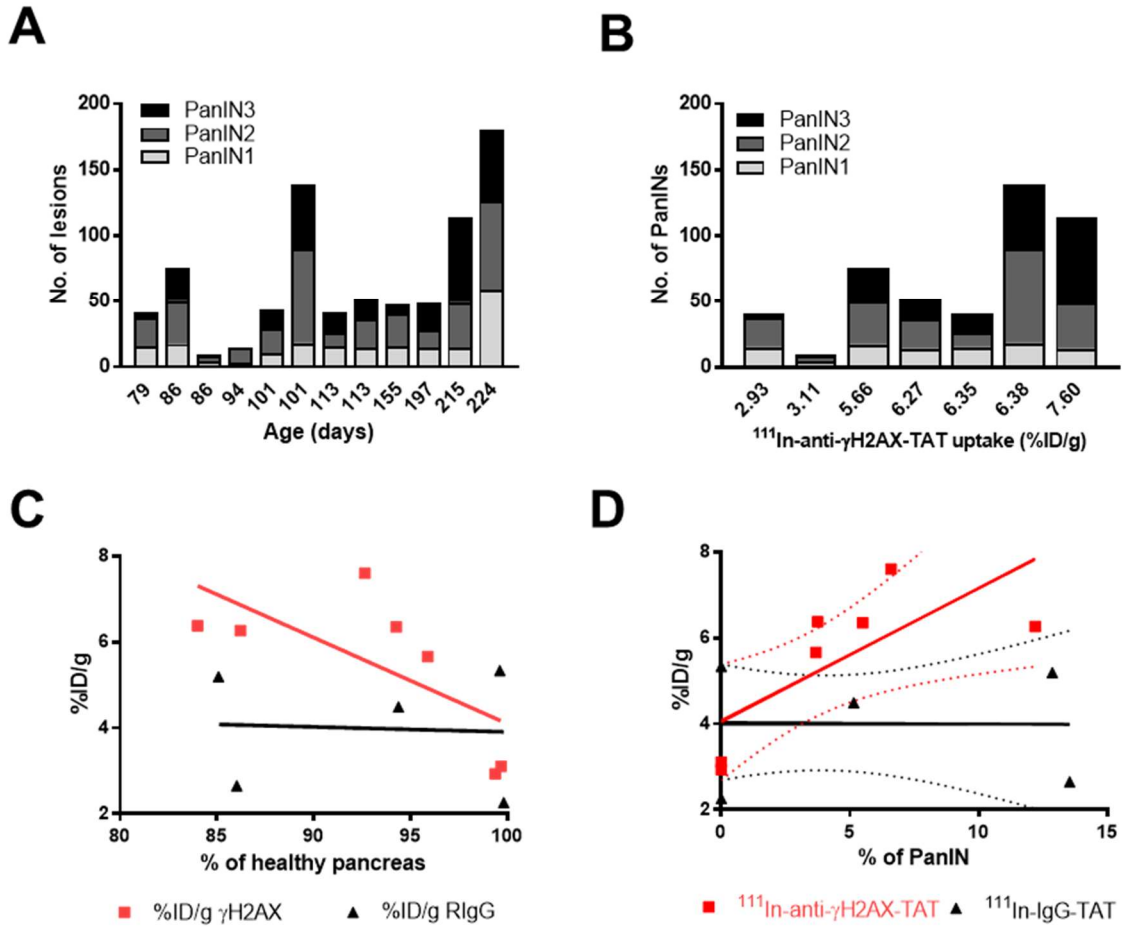 A
200
150
100
50
0
No. of lesions
PanIN3
PanIN2
PanIN1
79 86 86 94 101 101 113 113 155 197 215 224
Age (days)
B
200
150
100
50
0
No. of PanINs
PanIN3
PanIN2
PanIN1
2.93 3.11 5.66 6.27 6.35 6.38 7.60
¹¹¹In-anti-γH2AX-TAT uptake (%ID/g)
C
8
6
4
2
%ID/g
80 85 90 95 100
% of healthy pancreas
%ID/g γH2AX %ID/g RIgG
D
8
6
4
2
%ID/g
0 5 10 15
% of PanIN
¹¹¹In-anti-γH2AX-TAT ¹¹¹In-IgG-TAT